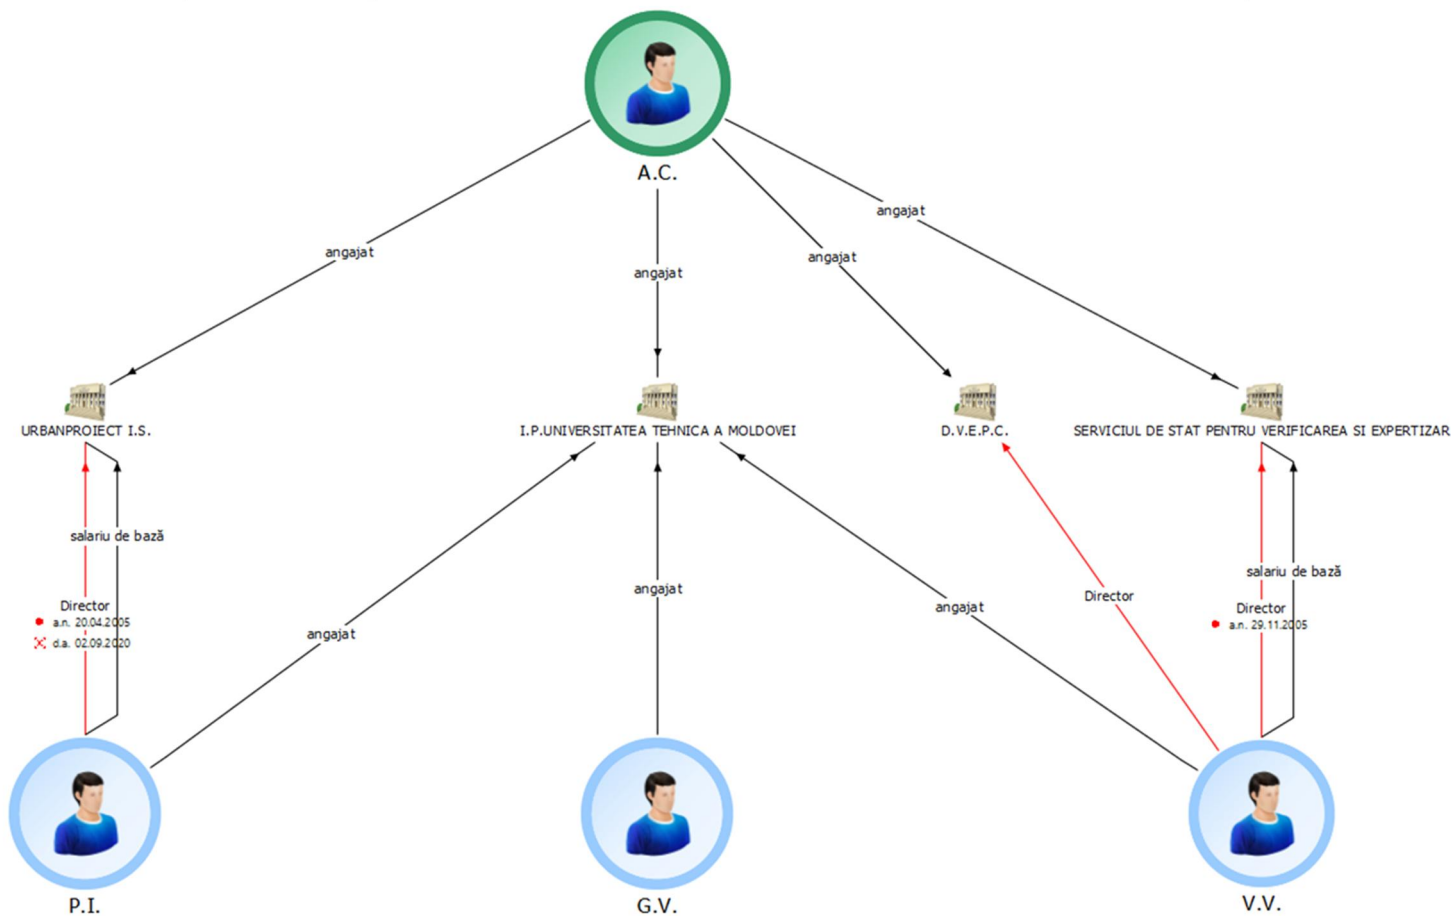 A.C.
angajat
angajat
angajat
angajat
URBANPROIECT I.S.
I.P.UNIVERSITATEA TEHNICA A MOLDOVEI
D.V.E.P.C.
SERVICIUL DE STAT PENTRU VERIFICAREA SI EXPERTIZAR
salariu de bază
salariu de bază
angajat
Director
Director
a.n. 20.04.2005
d.a. 02.09.2020
angajat
angajat
Director
a.n. 29.11.2005
P.I.
G.V.
V.V.